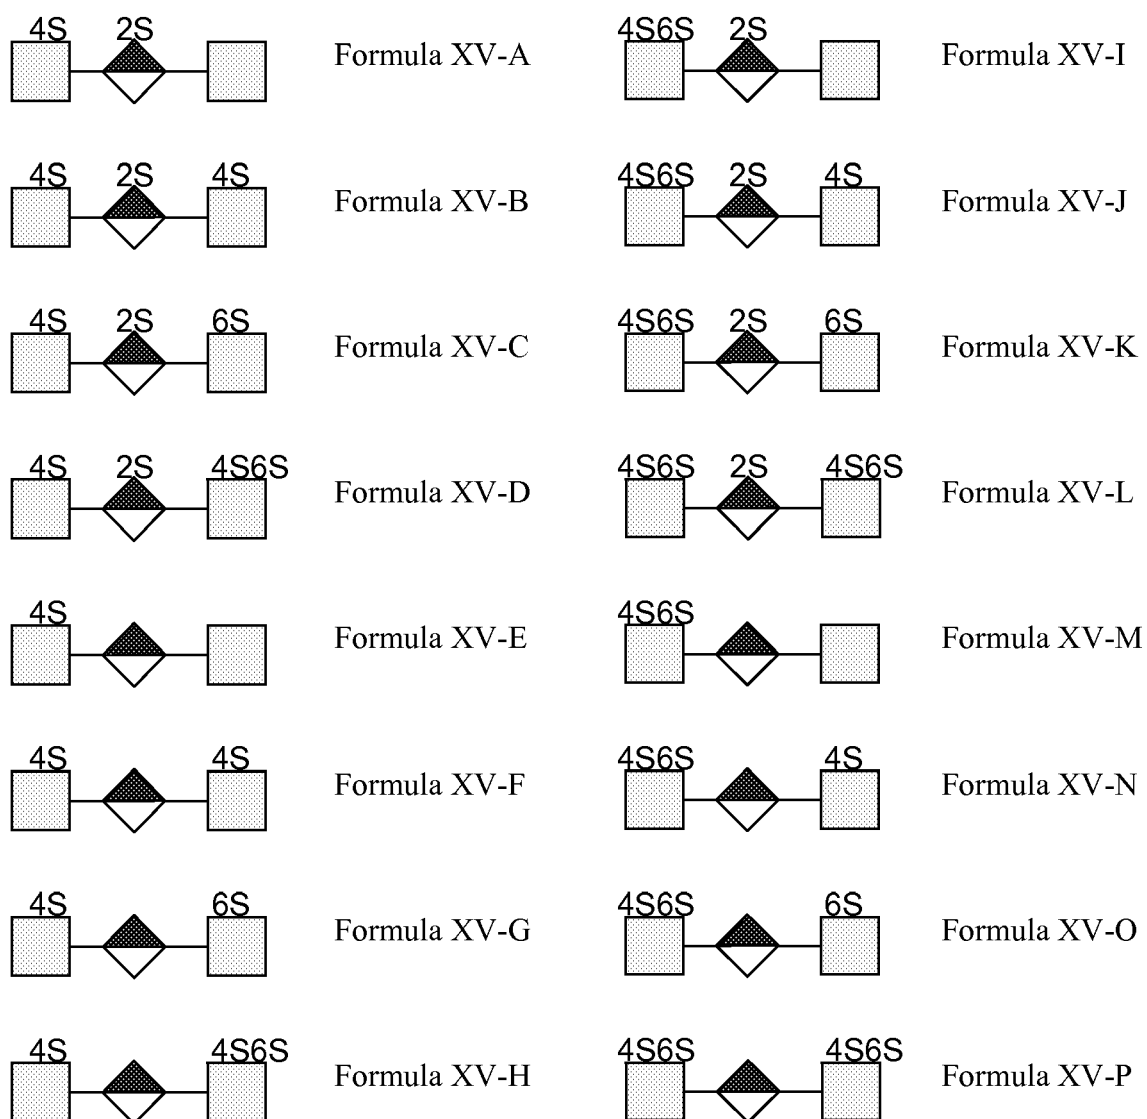 4S 2S Formula XV-A
4S 2S 4S Formula XV-B
4S 2S 6S Formula XV-C
4S 2S 4S6S Formula XV-D
4S Formula XV-E
4S 4S Formula XV-F
4S 6S Formula XV-G
4S 4S6S Formula XV-H
4S6S 2S Formula XV-I
4S6S 2S 4S Formula XV-J
4S6S 2S 6S Formula XV-K
4S6S 2S 4S6S Formula XV-L
4S6S Formula XV-M
4S6S 4S Formula XV-N
4S6S 6S Formula XV-O
4S6S 4S6S Formula XV-P